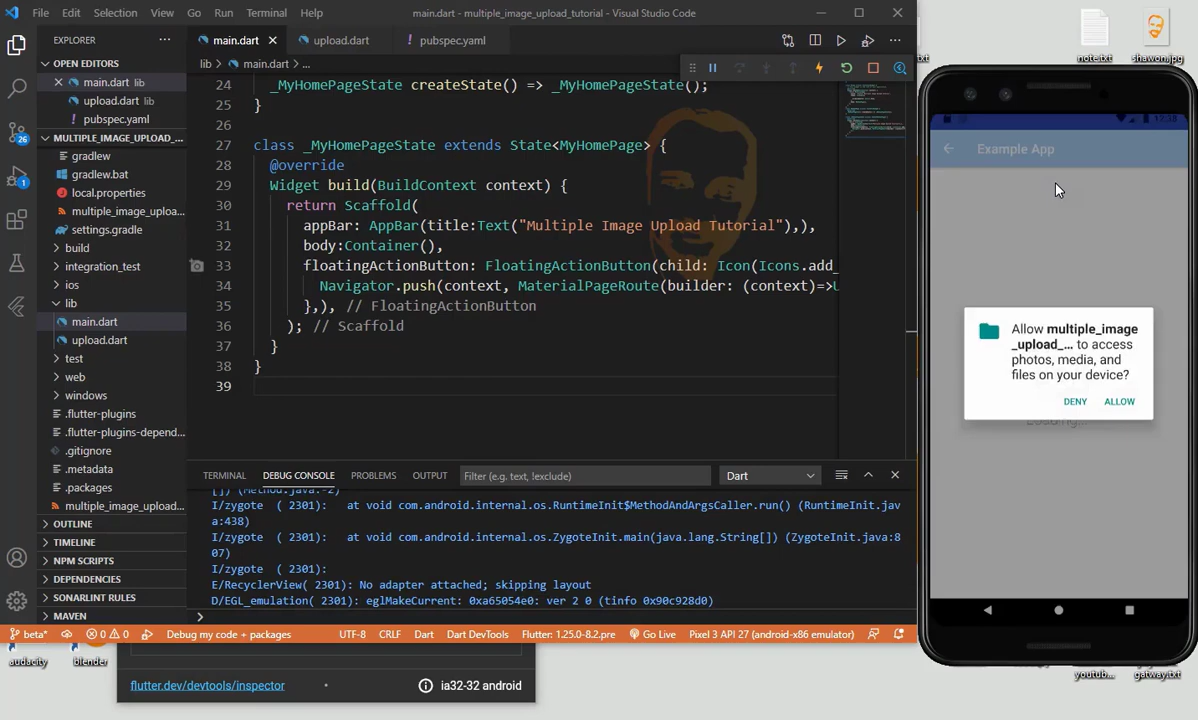 File Edit Selection View Go Run Terminal Help
main.dart - multiple_image_upload_tutorial - Visual Studio Code
EXPLORER
OPEN EDITORS
main.dart lib
upload.dart lib
pubspec.yaml
MULTIPLE_IMAGE_UPLOAD_...
gradlew
gradlew.bat
local.properties
multiple_image_uploa...
settings.gradle
build
integration_test
ios
lib
main.dart
upload.dart
test
web
windows
.flutter-plugins
.flutter-plugins-depend...
.gitignore
.metadata
.packages
multiple_image_upload...
OUTLINE
TIMELINE
NPM SCRIPTS
DEPENDENCIES
SONARLINT RULES
MAVEN
26
1
main.dart
upload.dart
pubspec.yaml
lib > main.dart > ...
24 _MyHomePageState createState() => _MyHomePageState();
25 }
26
27 class _MyHomePageState extends State<MyHomePage> {
28 @override
29 Widget build(BuildContext context) {
30 return Scaffold(
31 appBar: AppBar(title:Text("Multiple Image Upload Tutorial"),),
32 body:Container(),
33 floatingActionButton: FloatingActionButton(child: Icon(Icons.add_
34 Navigator.push(context, MaterialPageRoute(builder: (context)=>U
35 },), // FloatingActionButton
36 ); // Scaffold
37 }
38 }
39
TERMINAL DEBUG CONSOLE PROBLEMS OUTPUT
Filter (e.g. text, !exclude)
Dart
[]) (Method.java:-2)
I/zygote ( 2301): at void com.android.internal.os.RuntimeInit$MethodAndArgsCaller.run() (RuntimeInit.jav
a:438)
I/zygote ( 2301): at void com.android.internal.os.ZygoteInit.main(java.lang.String[]) (ZygoteInit.java:8
07)
I/zygote ( 2301):
E/RecyclerView( 2301): No adapter attached; skipping layout
D/EGL_emulation( 2301): eglMakeCurrent: 0xa65054e0: ver 2 0 (tinfo 0x90c928d0)
beta* 0 0 Debug my code + packages UTF-8 CRLF Dart Dart DevTools Flutter: 1.25.0-8.2.pre Go Live Pixel 3 API 27 (android-x86 emulator)
audacity
blender
flutter.dev/devtools/inspector • ia32-32 android
txt
note.txt
shawon.jpg
12:38
Example App
Allow multiple_image
_upload_... to access
photos, media, and
files on your device?
DENY ALLOW
Loading...
youtub...
gatway.txt